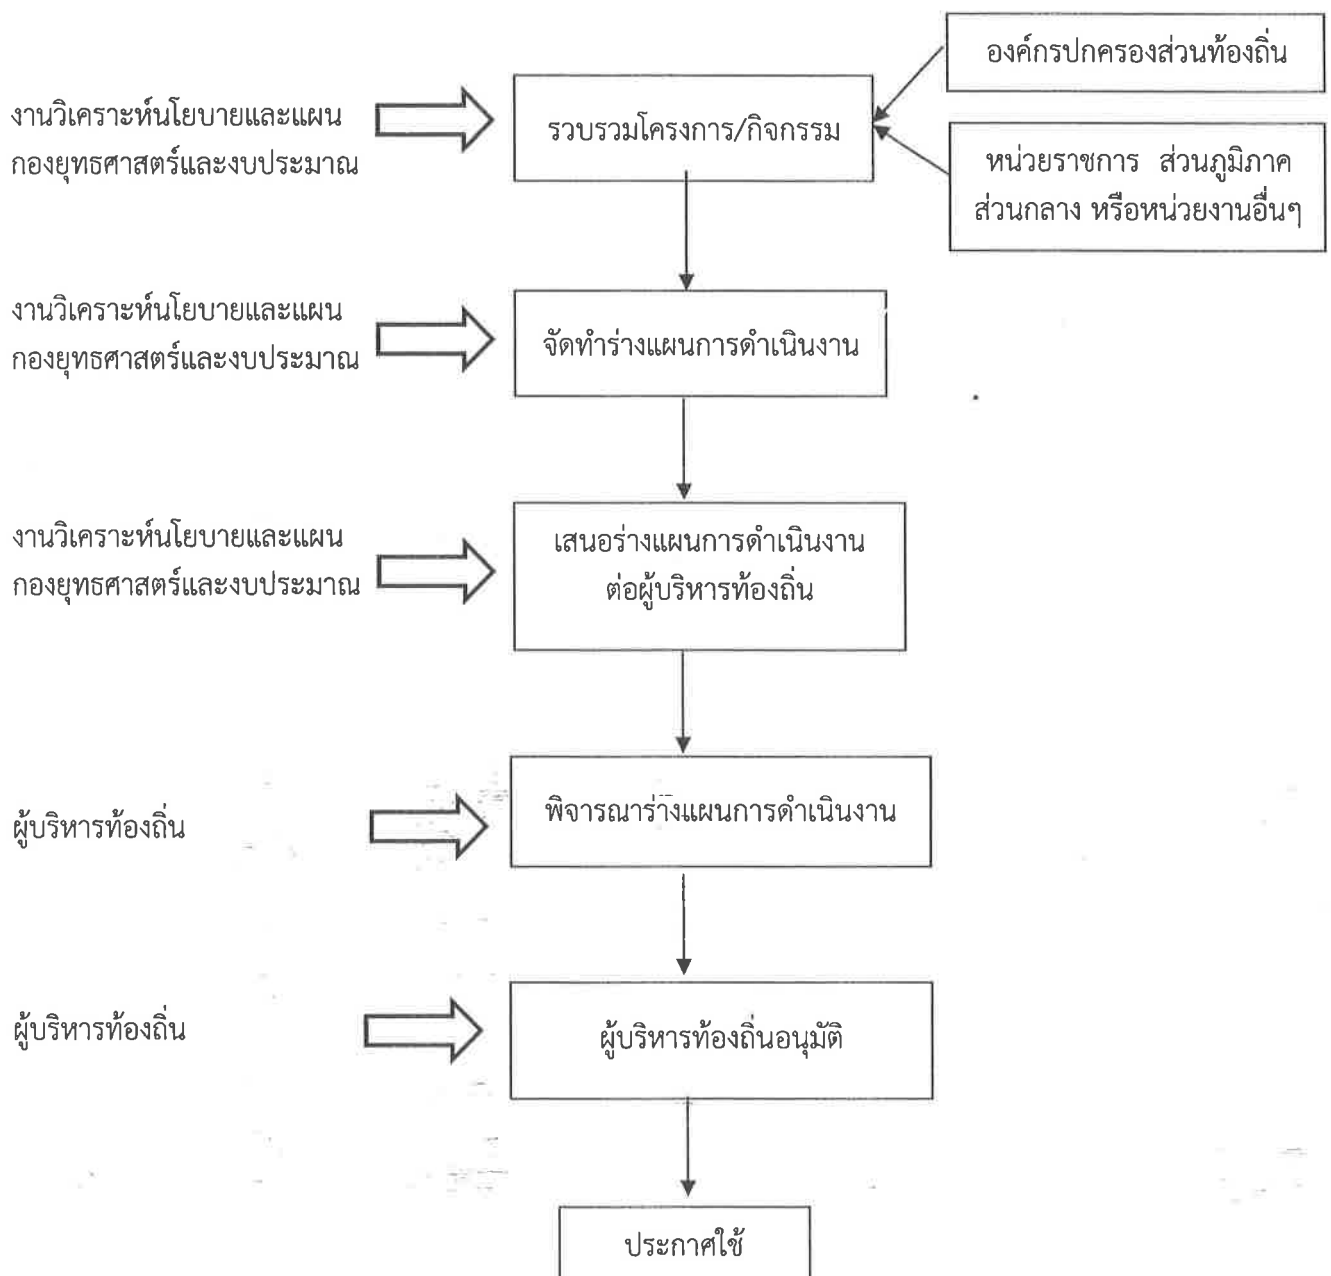 องค์กรปกครองส่วนท้องถิ่น
งานวิเคราะห์นโยบายและแผน
กองยุทธศาสตร์และงบประมาณ
รวบรวมโครงการ/กิจกรรม
หน่วยราชการ ส่วนภูมิภาค
ส่วนกลาง หรือหน่วยงานอื่นๆ
งานวิเคราะห์นโยบายและแผน
กองยุทธศาสตร์และงบประมาณ
จัดทำร่างแผนการดำเนินงาน
งานวิเคราะห์นโยบายและแผน
กองยุทธศาสตร์และงบประมาณ
เสนอร่างแผนการดำเนินงาน
ต่อผู้บริหารท้องถิ่น
ผู้บริหารท้องถิ่น
พิจารณาร่างแผนการดำเนินงาน
ผู้บริหารท้องถิ่น
ผู้บริหารท้องถิ่นอนุมัติ
ประกาศใช้